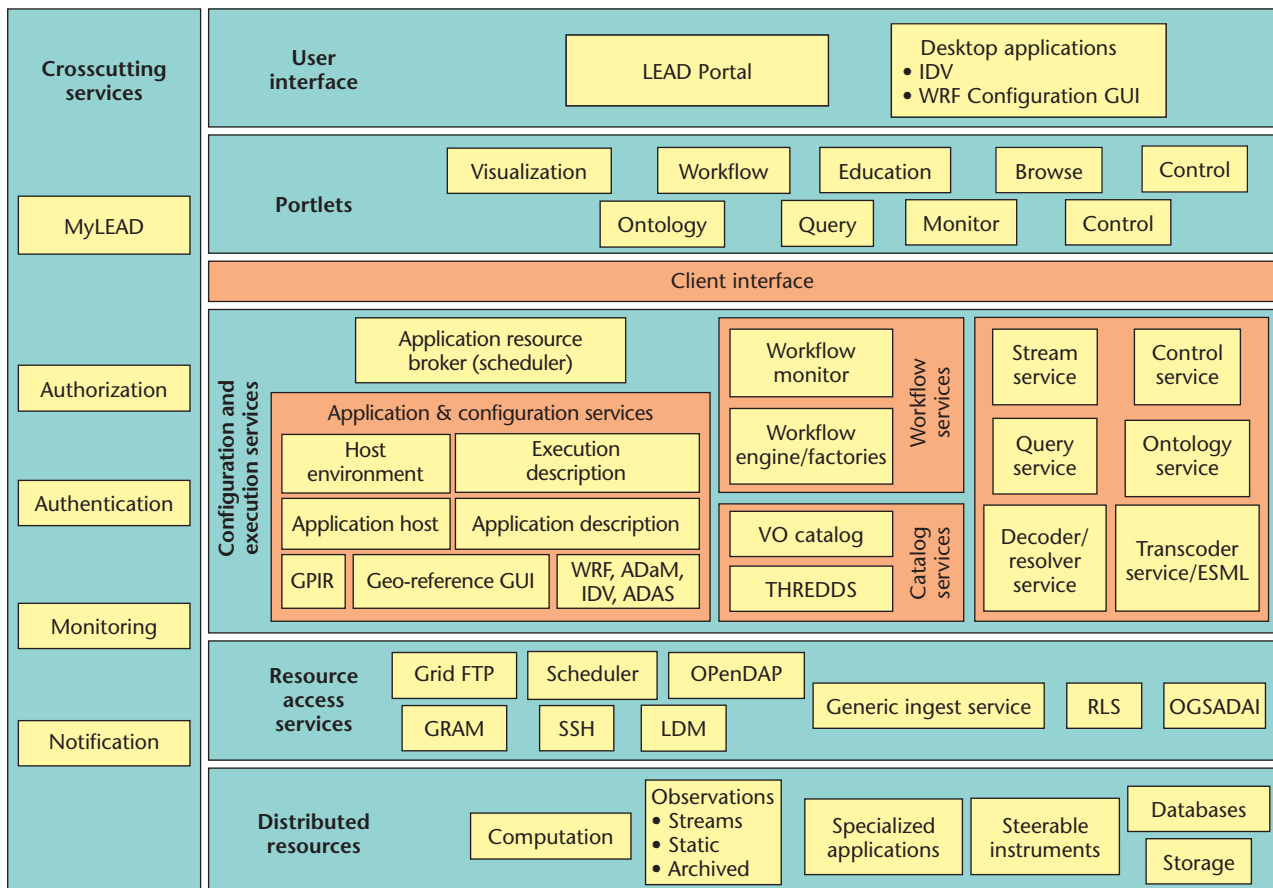 Crosscutting
services
MyLEAD
Authorization
Authentication
Monitoring
Notification
User
interface
LEAD Portal
Desktop applications
• IDV
• WRF Configuration GUI
Portlets
Visualization
Workflow
Education
Browse
Control
Ontology
Query
Monitor
Control
Client interface
Configuration and
execution services
Application resource
broker (scheduler)
Application & configuration services
Host
environment
Execution
description
Application host
Application description
GPIR
Geo-reference GUI
WRF, ADaM,
IDV, ADAS
Workflow
monitor
Workflow
engine/factories
Workflow
services
VO catalog
THREDDS
Catalog
services
Stream
service
Control
service
Query
service
Ontology
service
Decoder/
resolver
service
Transcoder
service/ESML
Resource
access
services
Grid FTP
Scheduler
OPenDAP
Generic ingest service
RLS
OGSADAI
GRAM
SSH
LDM
Distributed
resources
Computation
Observations
• Streams
• Static
• Archived
Specialized
applications
Steerable
instruments
Databases
Storage